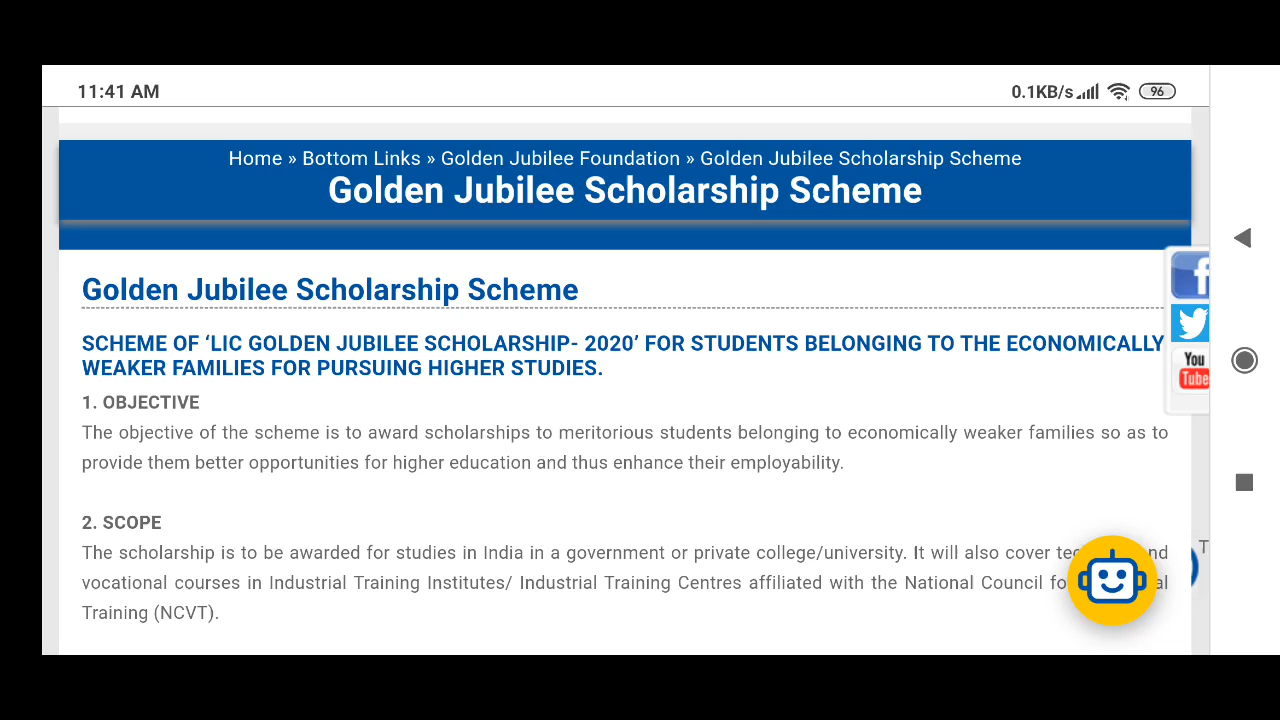 11:41 AM
0.1KB/s
96
Home » Bottom Links » Golden Jubilee Foundation » Golden Jubilee Scholarship Scheme
Golden Jubilee Scholarship Scheme
Golden Jubilee Scholarship Scheme
SCHEME OF ‘LIC GOLDEN JUBILEE SCHOLARSHIP- 2020’ FOR STUDENTS BELONGING TO THE ECONOMICALLY
WEAKER FAMILIES FOR PURSUING HIGHER STUDIES.
You
Tube
1. OBJECTIVE
The objective of the scheme is to award scholarships to meritorious students belonging to economically weaker families so as to
provide them better opportunities for higher education and thus enhance their employability.
2. SCOPE
The scholarship is to be awarded for studies in India in a government or private college/university. It will also cover
vocational courses in Industrial Training Institutes/ Industrial Training Centres affiliated with the National Council
Training (NCVT).